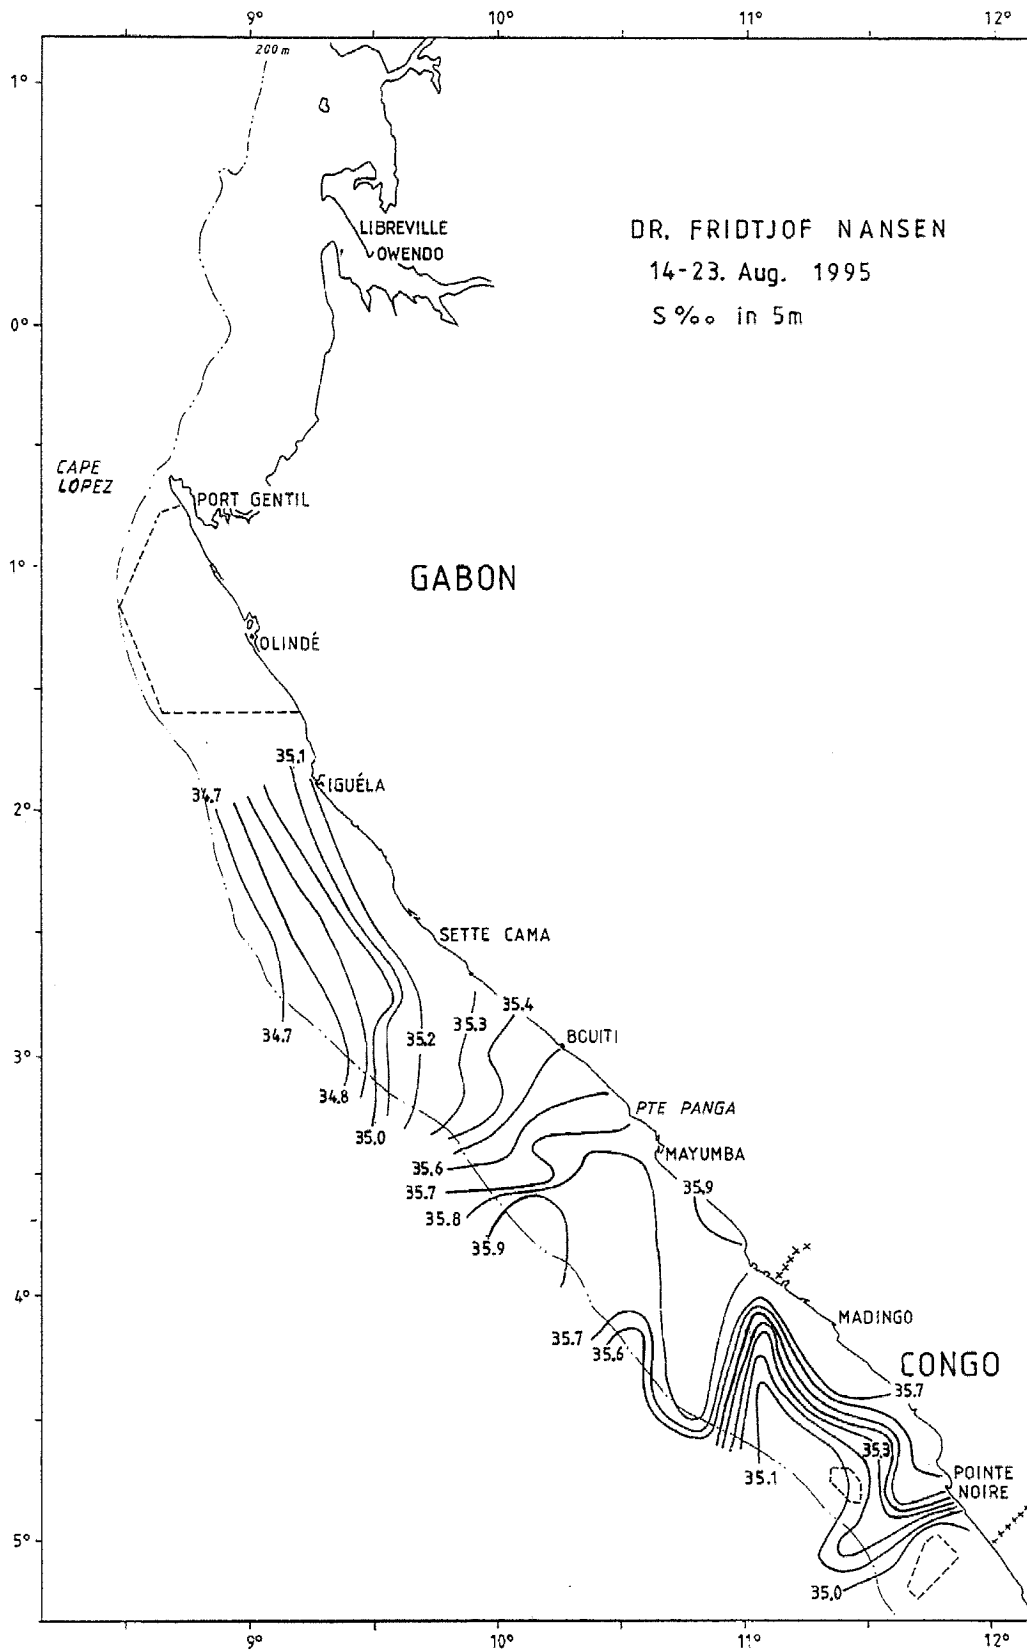 9° 10° 11° 12°
200m
1°
LIBREVILLE
OWENDO
DR. FRIDTJOF NANSEN
14-23. Aug. 1995
S ‰ in 5m
0°
CAPE
LOPEZ
PORT GENTIL
1°
GABON
OLINDÉ
35.1
IGUÉLA
34.7
2°
SETTE CAMA
35.4
35.3
34.7
35.2
BOUITI
3°
34.8
PTE PANGA
35.0
MAYUMBA
35.6
35.9
35.7
35.8
35.9
4°
MADINGO
35.7
35.6
CONGO
35.7
35.3
35.1
POINTE
NOIRE
5°
35.0
9° 10° 11° 12°